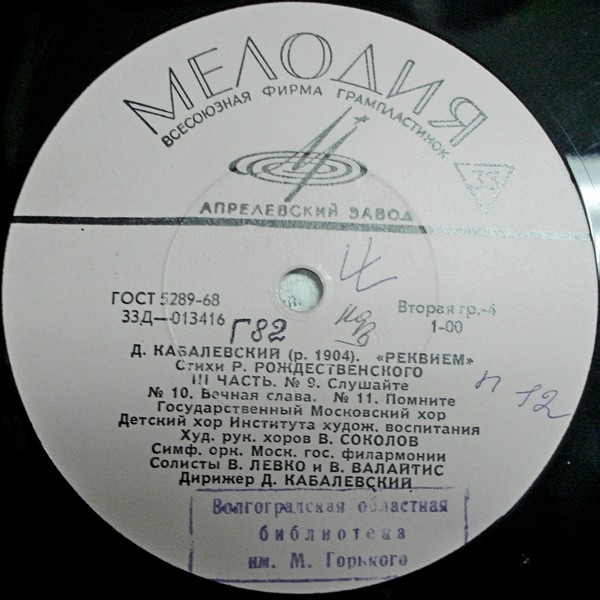 МЕЛОДИЯ
ВСЕСОЮЗНАЯ ФИРМА ГРАМПЛАСТИНОК
33
АПРЕЛЕВСКИЙ ЗАВОД
ГОСТ 5289-68
33Д—013416
Г82
Вторая гр.-4
1-00
Д. КАБАЛЕВСКИЙ (р. 1904). «РЕКВИЕМ»
Стихи Р. РОЖДЕСТВЕНСКОГО
III ЧАСТЬ. № 9. Слушайте
№ 10. Вечная слава. № 11. Помните
Государственный Московский хор
Детский хор Института худож. воспитания
Худ. рук. хоров В. СОКОЛОВ
Симф. орк. Моск. гос. филармонии
Солисты В. ЛЕВКО и В. ВАЛАЙТИС
Дирижер Д. КАБАЛЕВСКИЙ
п 12
Волгоградская областная
библиотека
им. М. Горького